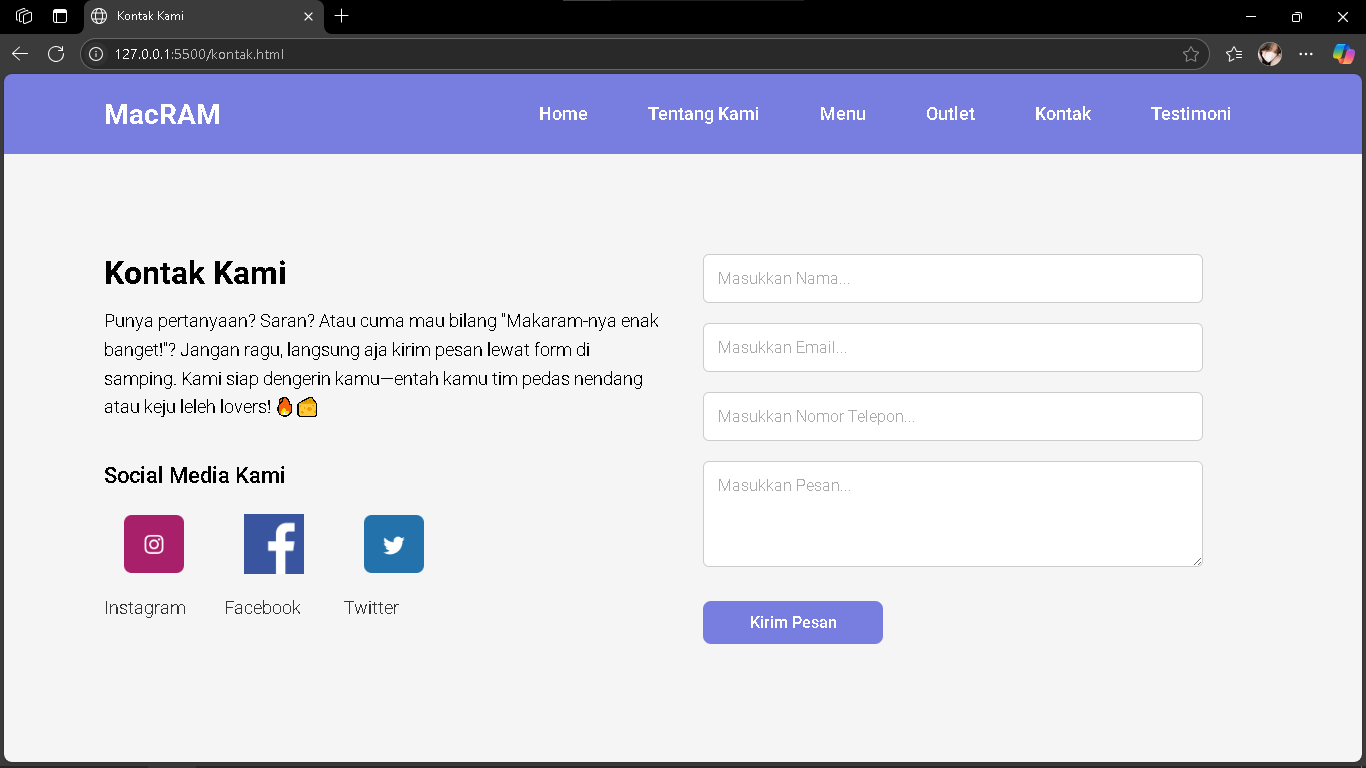 Kontak Kami
127.0.0.1:5500/kontak.html
MacRAM
Home
Tentang Kami
Menu
Outlet
Kontak
Testimoni
Kontak Kami
Punya pertanyaan? Saran? Atau cuma mau bilang "Makaram-nya enak
banget!"? Jangan ragu, langsung aja kirim pesan lewat form di
samping. Kami siap dengerin kamu—entah kamu tim pedas nendang
atau keju leleh lovers! 🔥🧀
Social Media Kami
Instagram
Facebook
Twitter
Masukkan Nama...
Masukkan Email...
Masukkan Nomor Telepon...
Masukkan Pesan...
Kirim Pesan